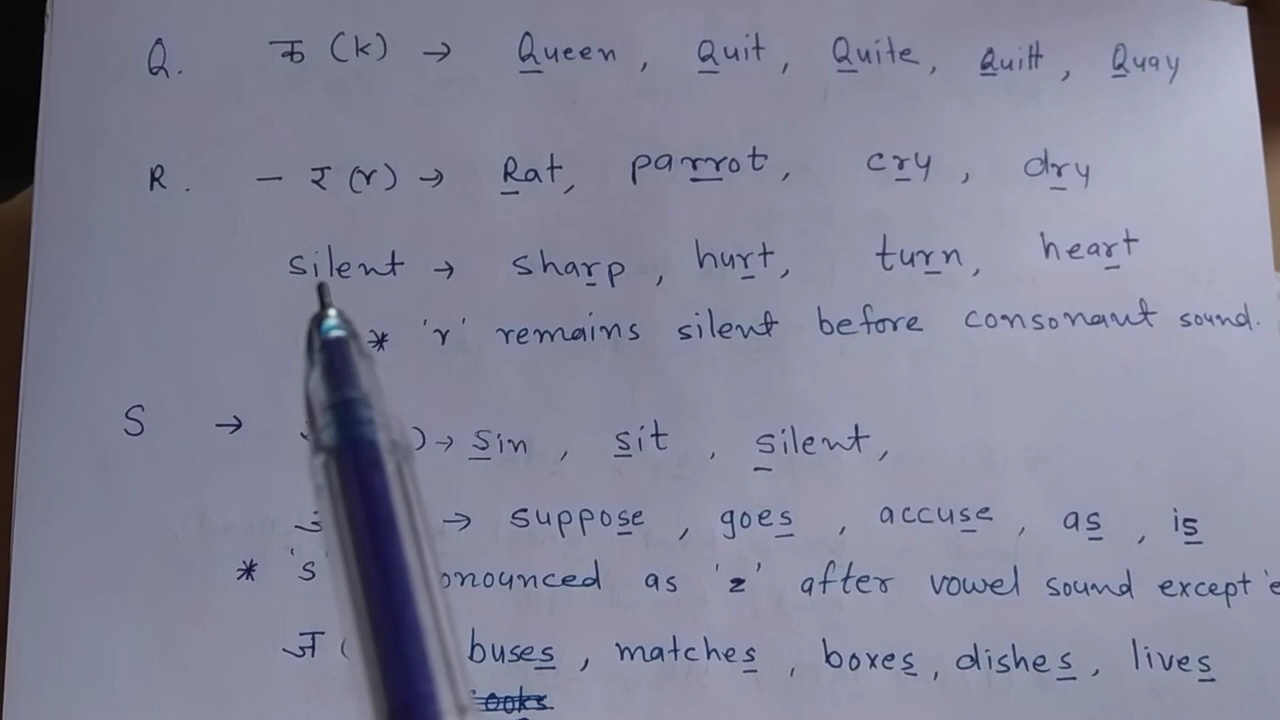 Q. क (k) → Queen, Quit, Quite, Quilt, Quay
R. – र (r) → Rat, parrot, cry, dry
silent → sharp, hurt, turn, heart
* 'r' remains silent before consonant sound.
S → ) → Sin, sit, silent,
→ suppose, goes, accuse, as, is
* 's' onounced as 'z' after vowel sound except 'e
ज ( buses, matches, boxes, dishes, lives